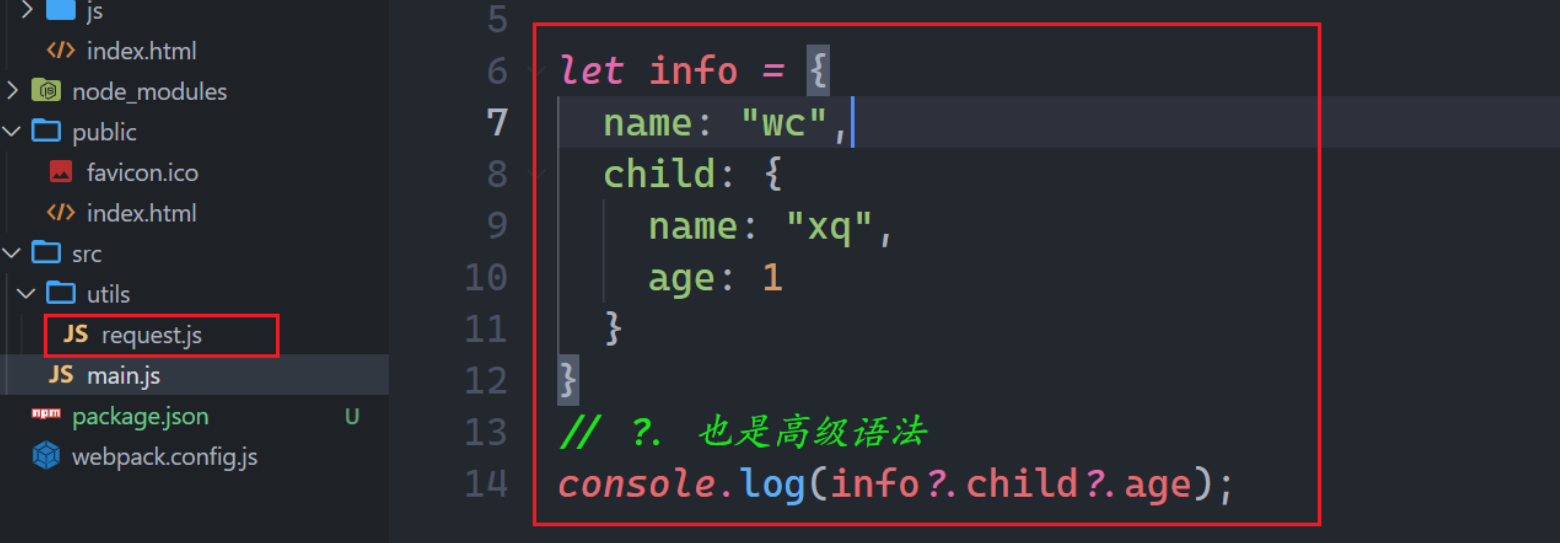 js
index.html
node_modules
public
favicon.ico
index.html
src
utils
JS request.js
JS main.js
npm package.json U
webpack.config.js
5
6 let info = {
7 name: "wc",
8 child: {
9 name: "xq",
10 age: 1
11 }
12 }
13 // ?. 也是高级语法
14 console.log(info?.child?.age);